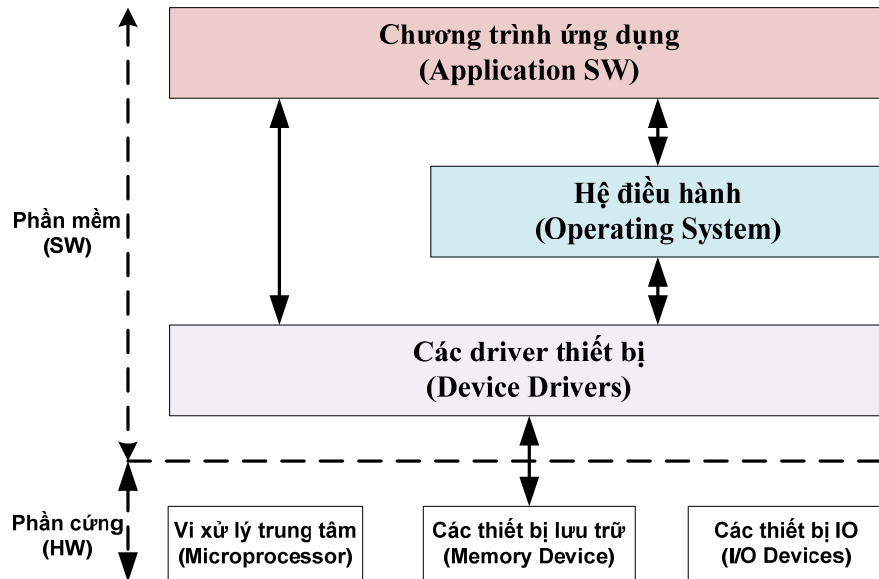 Chương trình ứng dụng
(Application SW)
Hệ điều hành
(Operating System)
Phần mềm
(SW)
Các driver thiết bị
(Device Drivers)
Phần cứng
(HW)
Vi xử lý trung tâm
(Microprocessor)
Các thiết bị lưu trữ
(Memory Device)
Các thiết bị IO
(I/O Devices)